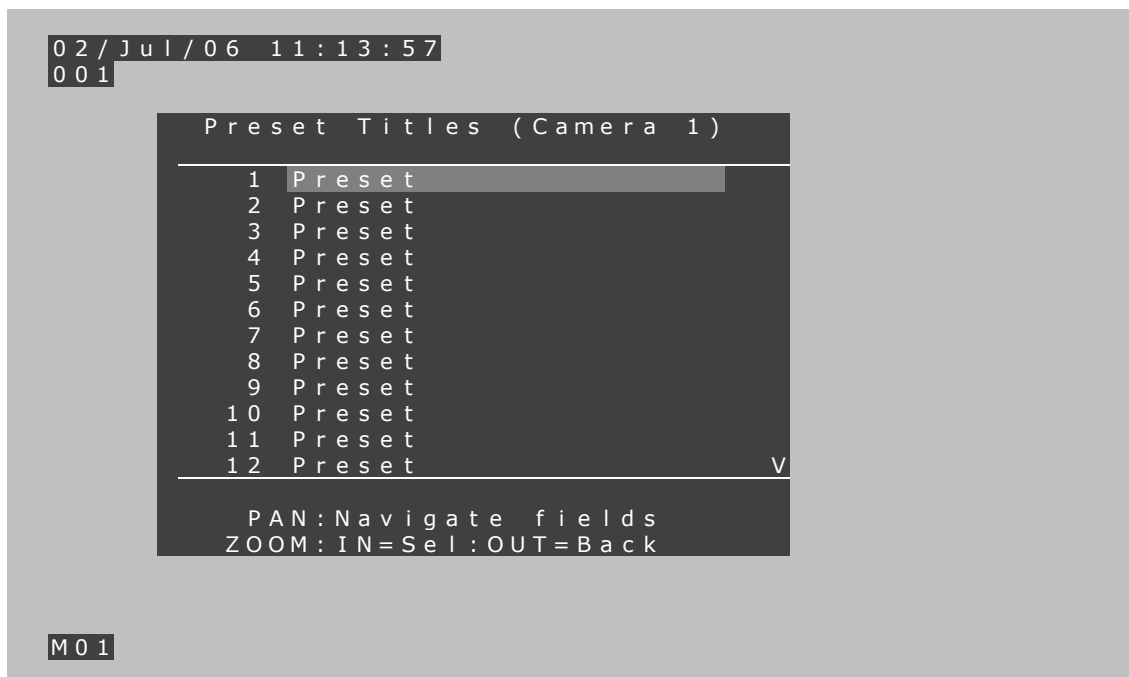 02/Jul/06 11:13:57
001
Preset Titles (Camera 1)
1 Preset
2 Preset
3 Preset
4 Preset
5 Preset
6 Preset
7 Preset
8 Preset
9 Preset
10 Preset
11 Preset
12 Preset V
PAN:Navigate fields
ZOOM:IN=Sel:OUT=Back
M01